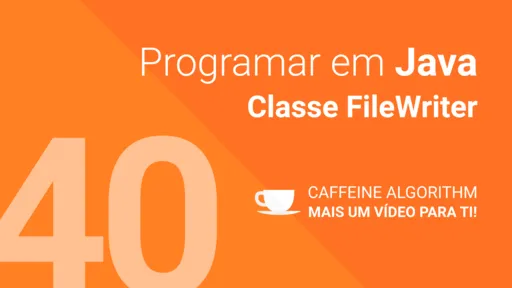 Programar em Java
Classe FileWriter
40
CAFFEINE ALGORITHM
MAIS UM VÍDEO PARA TI!